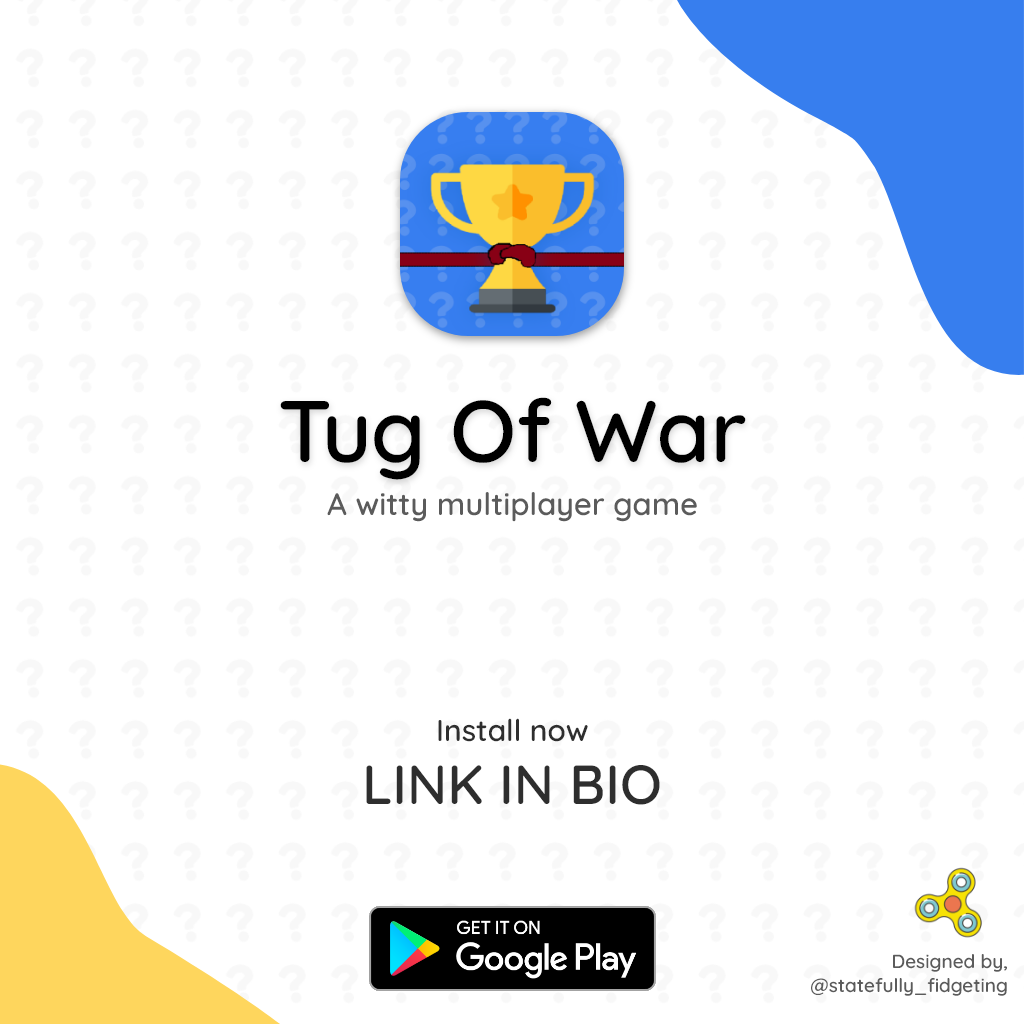 Tug Of War
A witty multiplayer game
Install now
LINK IN BIO
GET IT ON
Google Play
Designed by,
@statefully_fidgeting